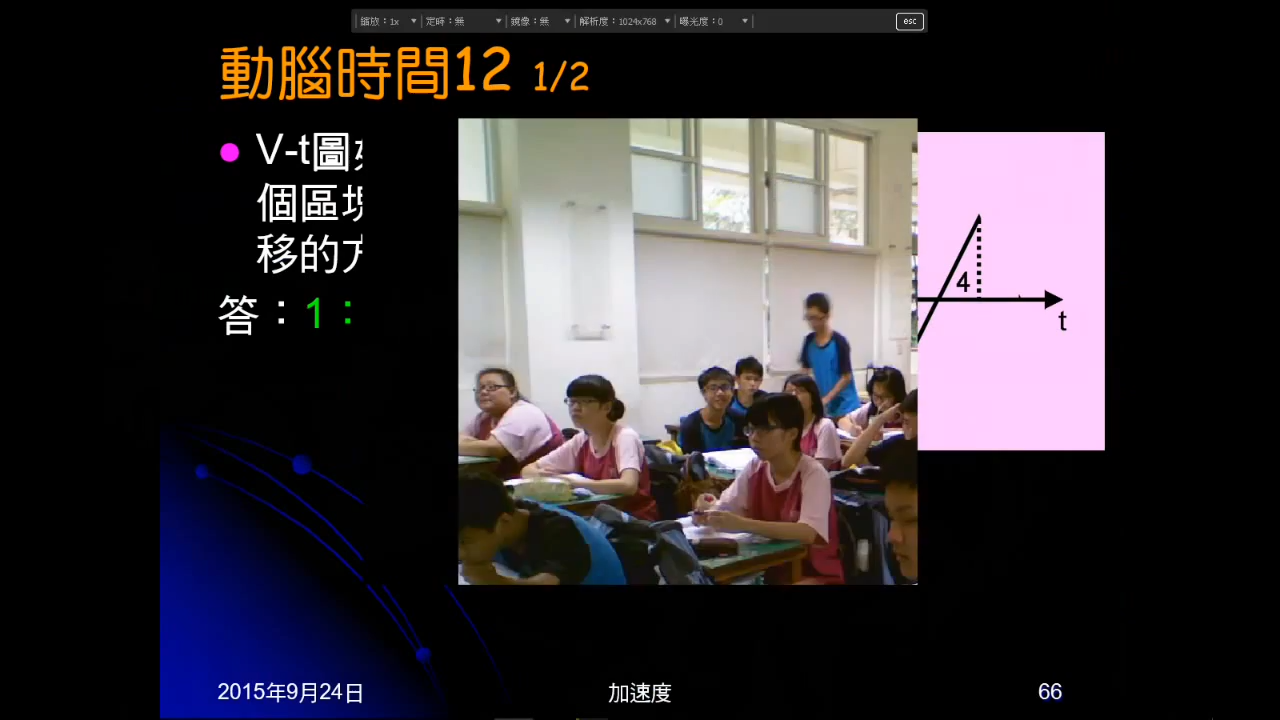 縮放：1x 定時：無 鏡像：無 解析度：1024x768 曝光度：0 esc
動腦時間12 1/2
V-t圖
個區塊
移的方
答：1：
4
t
2015年9月24日 加速度 66